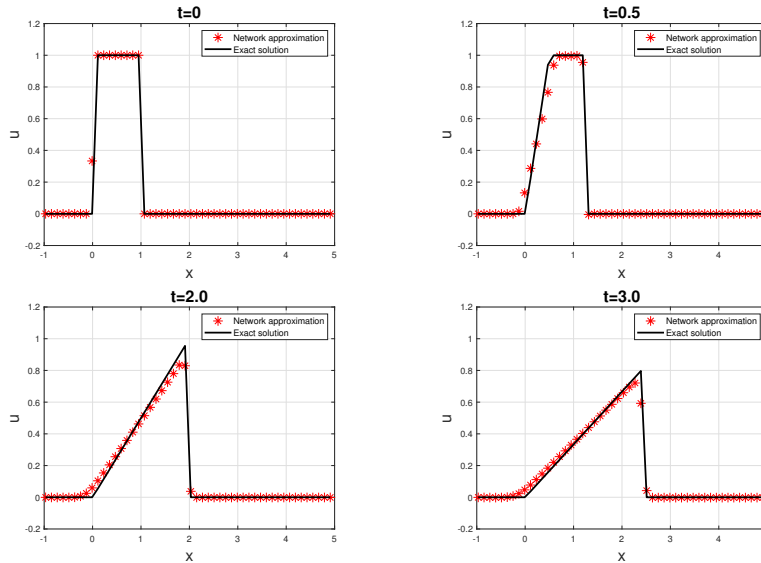 t=0
1.2
1
0.8
0.6
0.4
0.2
0
-0.2
u
Network approximation
Exact solution
-1 0 1 2 3 4 5
x
t=0.5
1.2
1
0.8
0.6
0.4
0.2
0
-0.2
u
Network approximation
Exact solution
-1 0 1 2 3 4
x
t=2.0
1.2
1
0.8
0.6
0.4
0.2
0
-0.2
u
Network approximation
Exact solution
-1 0 1 2 3 4 5
x
t=3.0
1.2
1
0.8
0.6
0.4
0.2
0
-0.2
u
Network approximation
Exact solution
-1 0 1 2 3 4
x